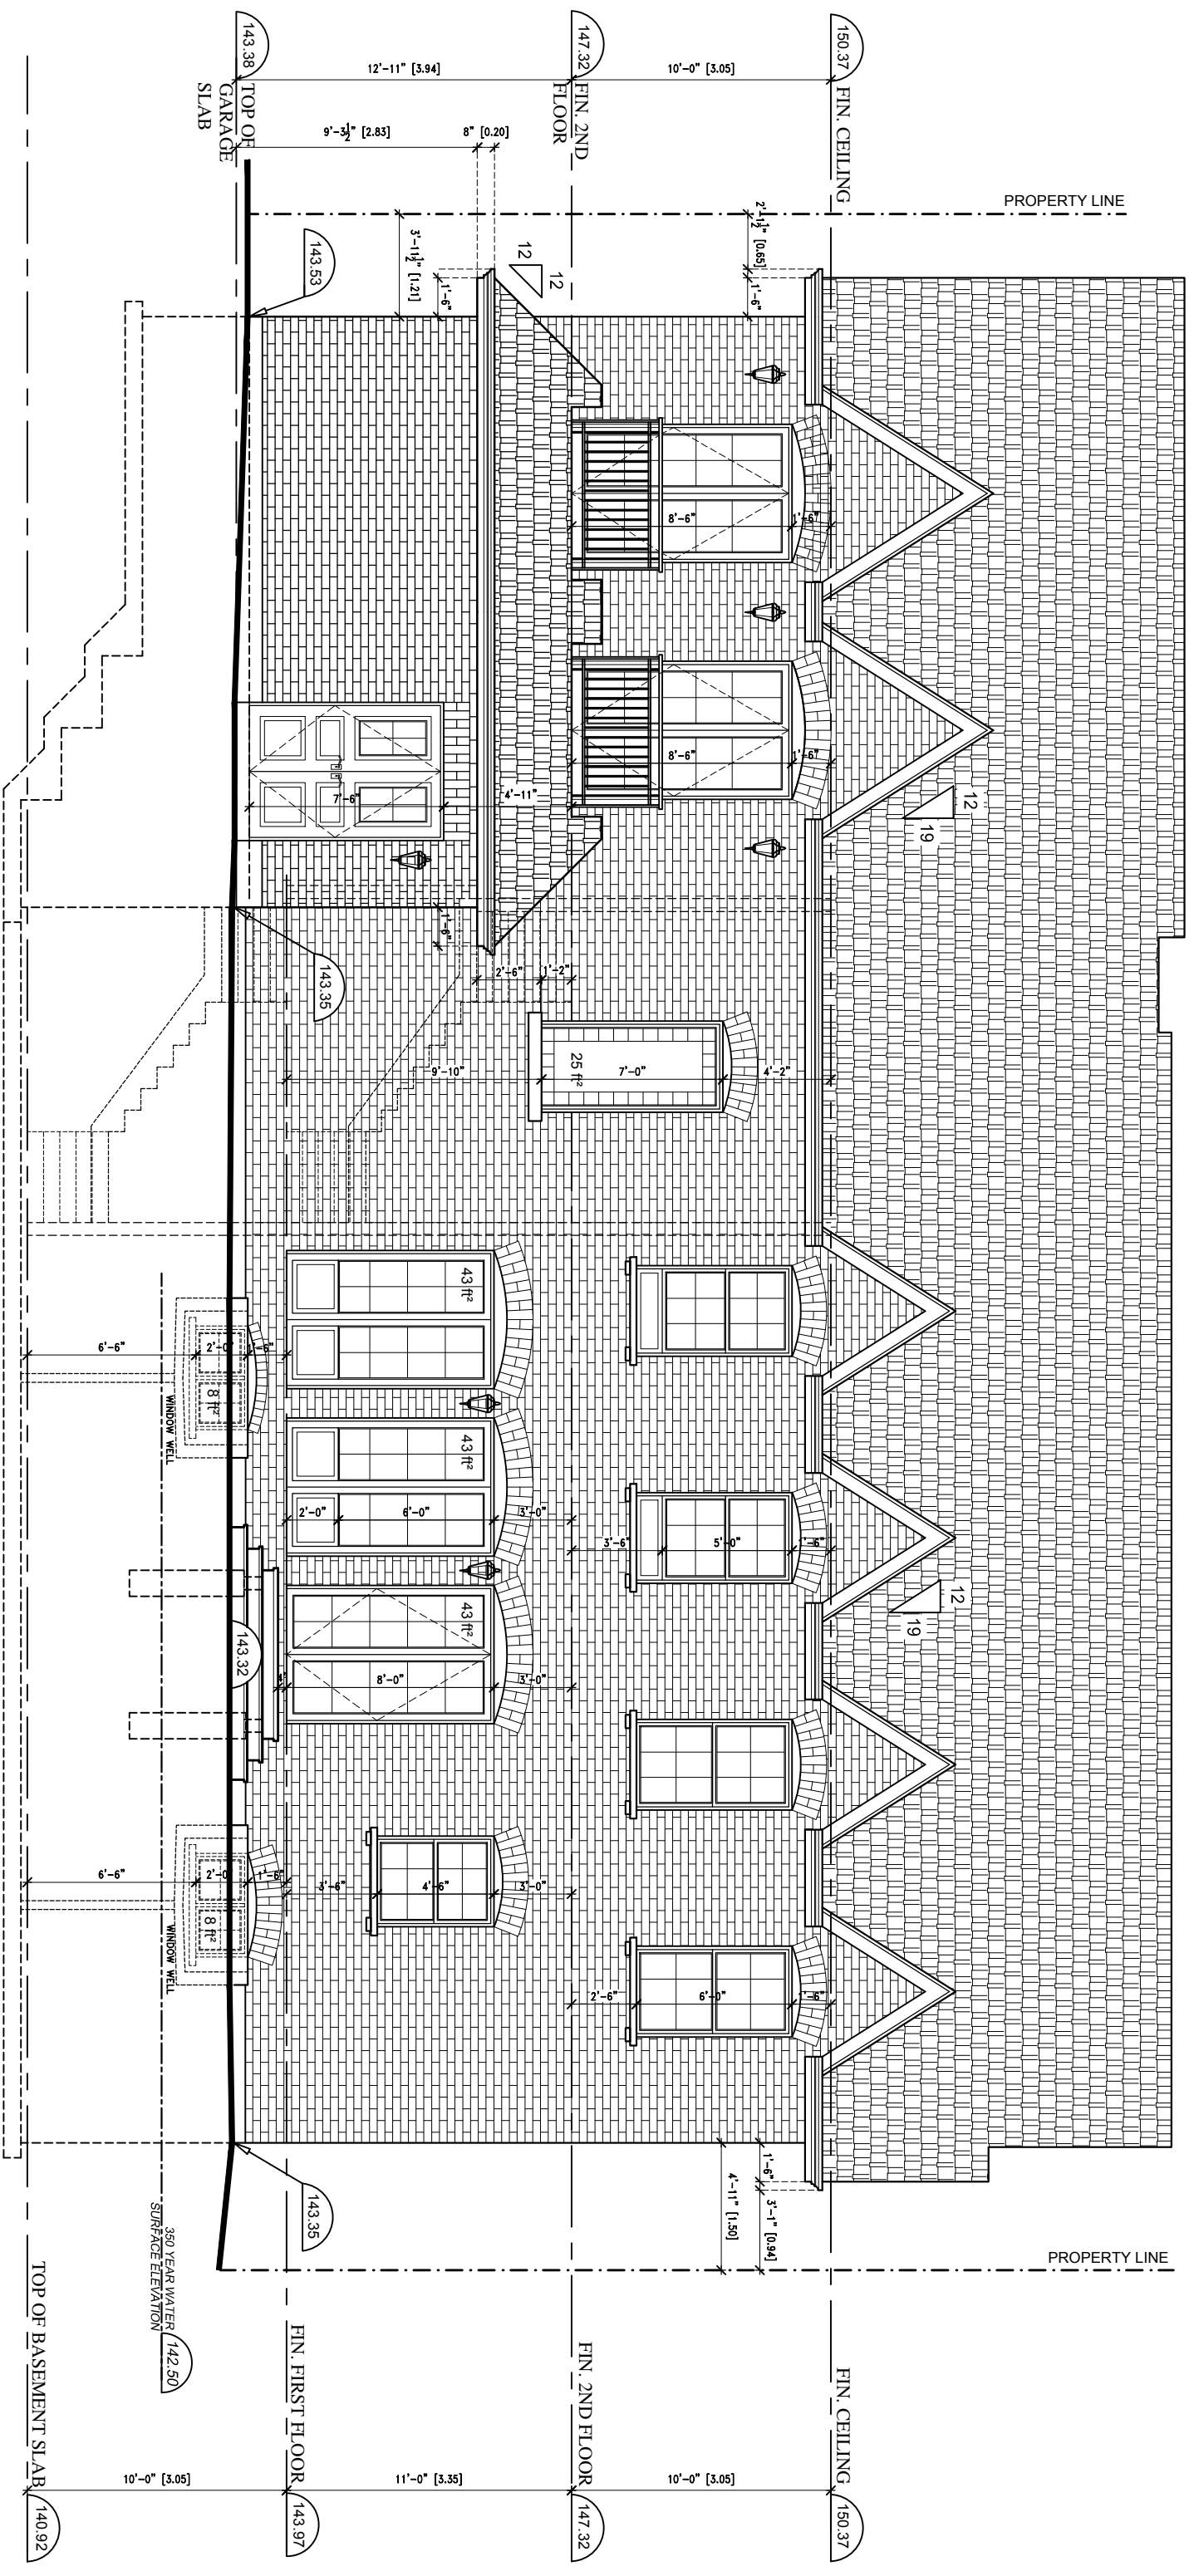 PROPERTY LINE
150.37
FIN. CEILING
10'-0" [3.05]
147.32
FIN. 2ND
FLOOR
12'-11" [3.94]
143.38
TOP OF
GARAGE
SLAB
9'-3½" [2.83]
8" [0.20]
2'-1½" [0.65]
1'-6"
3'-11½" [1.21]
1'-6"
143.53
12
12
8'-6"
1'-6"
8'-6"
1'-6"
12
19
7'-6"
4'-11"
1'-6"
143.35
2'-6"
1'-2"
9'-10"
25 ft²
7'-0"
4'-2"
43 ft²
43 ft²
43 ft²
2'-0"
6'-0"
3'-0"
3'-6"
5'-0"
1'-6"
12
19
6'-6"
2'-0"
1'-6"
8 ft²
WINDOW WELL
143.32
4"
8'-0"
3'-0"
6'-6"
2'-0"
1'-6"
8 ft²
WINDOW WELL
3'-6"
4'-6"
3'-0"
2'-6"
6'-0"
1'-6"
1'-6"
3'-1" [0.94]
4'-11" [1.50]
143.35
PROPERTY LINE
350 YEAR WATER
SURFACE ELEVATION
142.50
FIN. CEILING
150.37
10'-0" [3.05]
FIN. 2ND FLOOR
147.32
11'-0" [3.35]
FIN. FIRST FLOOR
143.97
10'-0" [3.05]
TOP OF BASEMENT SLAB
140.92